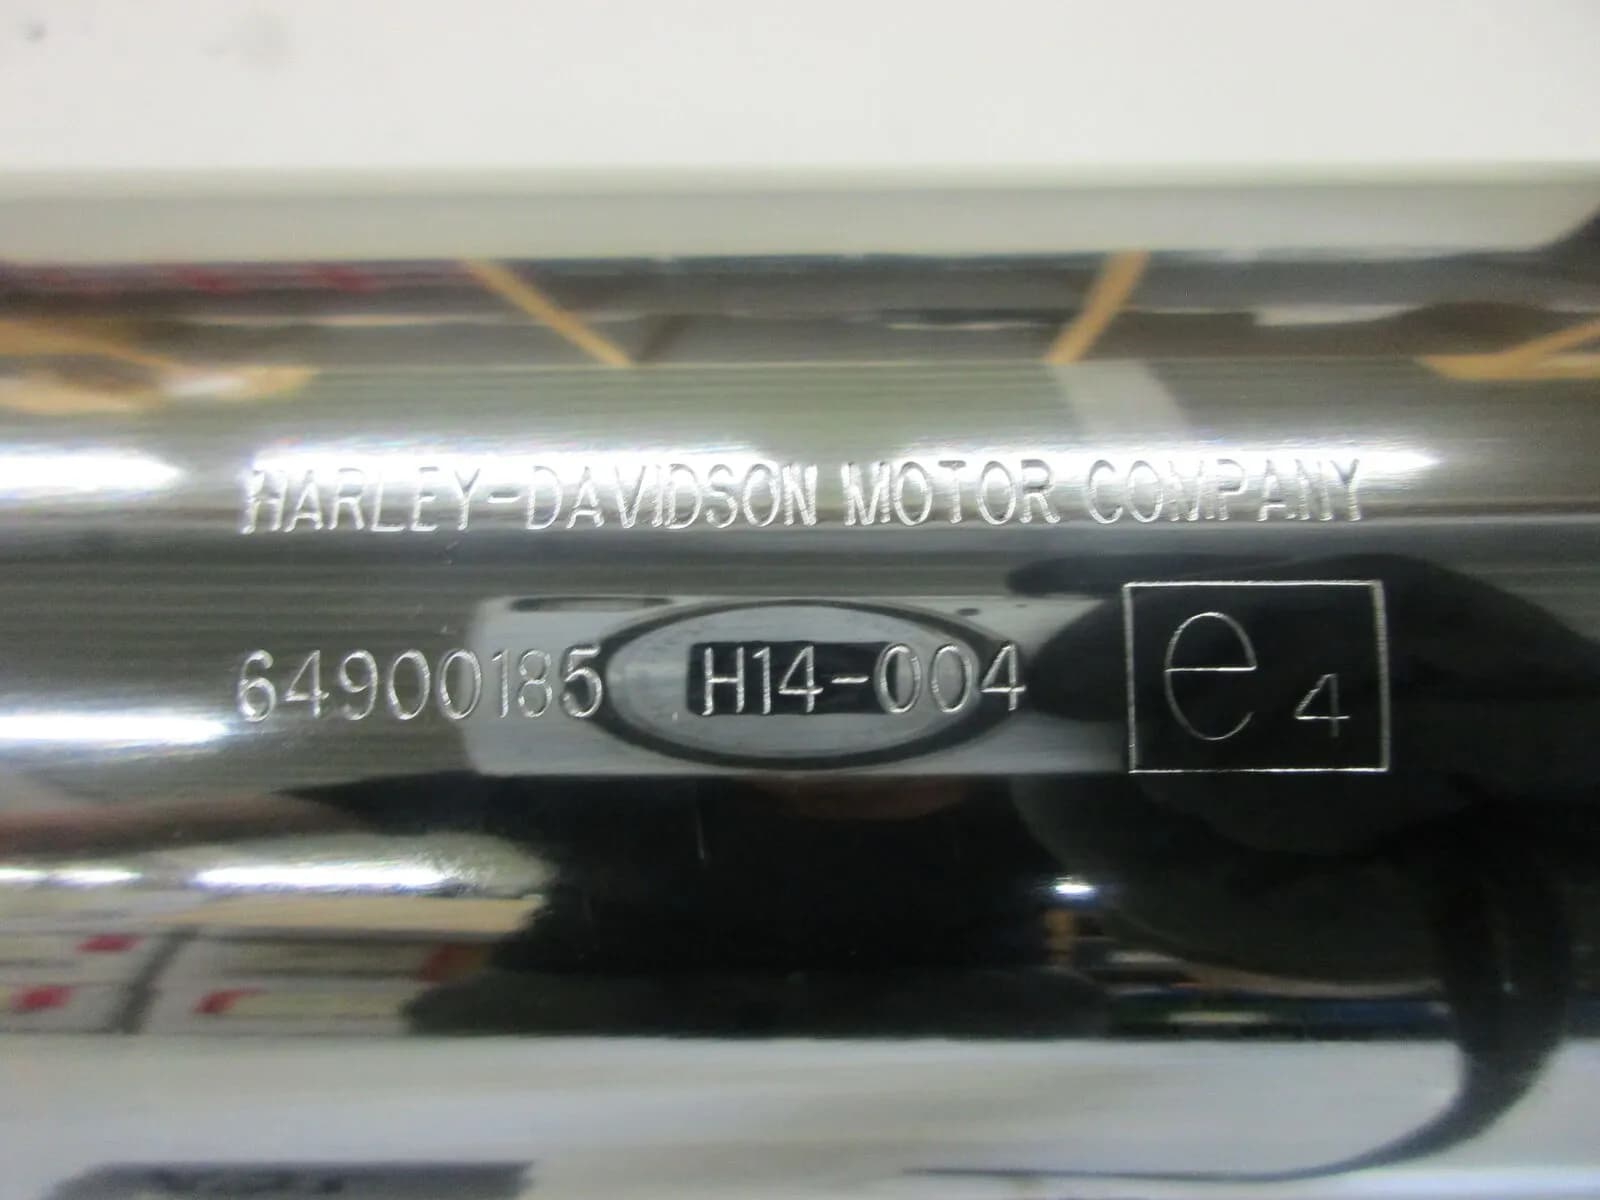 HARLEY-DAVIDSON MOTOR COMPANY
64900185 H14-004 e4